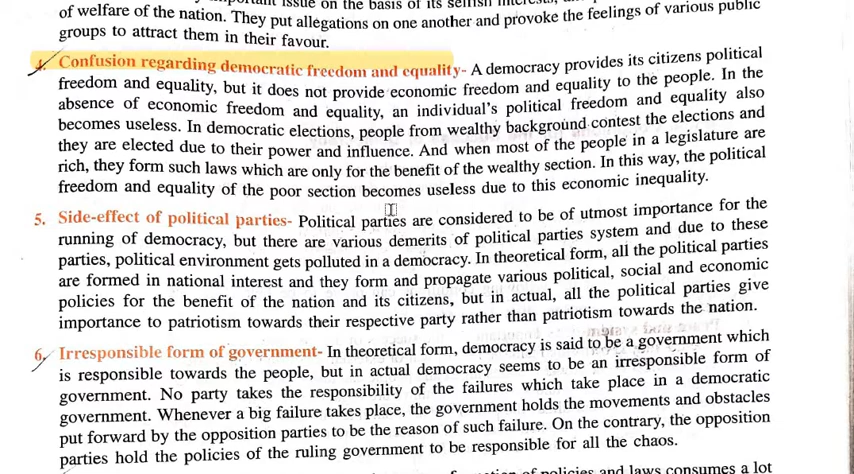 issue on the basis of its selfish
of welfare of the nation. They put allegations on one another and provoke the feelings of various public
groups to attract them in their favour.
4. Confusion regarding democratic freedom and equality- A democracy provides its citizens political
freedom and equality, but it does not provide economic freedom and equality to the people. In the
absence of economic freedom and equality, an individual's political freedom and equality also
becomes useless. In democratic elections, people from wealthy background contest the elections and
they are elected due to their power and influence. And when most of the people in a legislature are
rich, they form such laws which are only for the benefit of the wealthy section. In this way, the political
freedom and equality of the poor section becomes useless due to this economic inequality.
5. Side-effect of political parties- Political parties are considered to be of utmost importance for the
running of democracy, but there are various demerits of political parties system and due to these
parties, political environment gets polluted in a democracy. In theoretical form, all the political parties
are formed in national interest and they form and propagate various political, social and economic
policies for the benefit of the nation and its citizens, but in actual, all the political parties give
importance to patriotism towards their respective party rather than patriotism towards the nation.
6. Irresponsible form of government- In theoretical form, democracy is said to be a government which
is responsible towards the people, but in actual democracy seems to be an irresponsible form of
government. No party takes the responsibility of the failures which take place in a democratic
government. Whenever a big failure takes place, the government holds the movements and obstacles
put forward by the opposition parties to be the reason of such failure. On the contrary, the opposition
parties hold the policies of the ruling government to be responsible for all the chaos.
of policies and laws consumes a lot